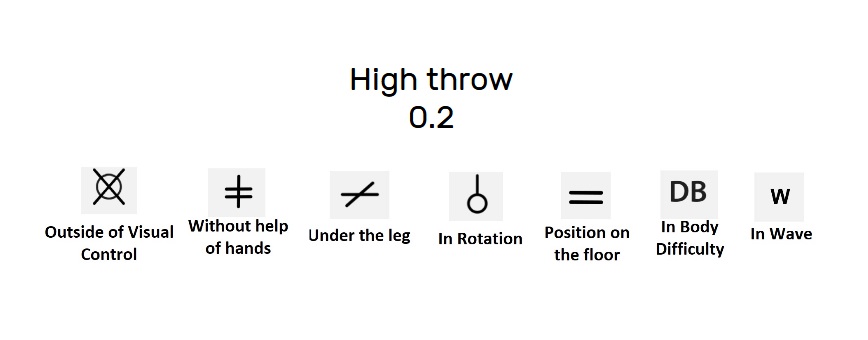 High throw
0.2
DB
W
Outside of Visual
Control
Without help
of hands
Under the leg
In Rotation
Position on
the floor
In Body
Difficulty
In Wave